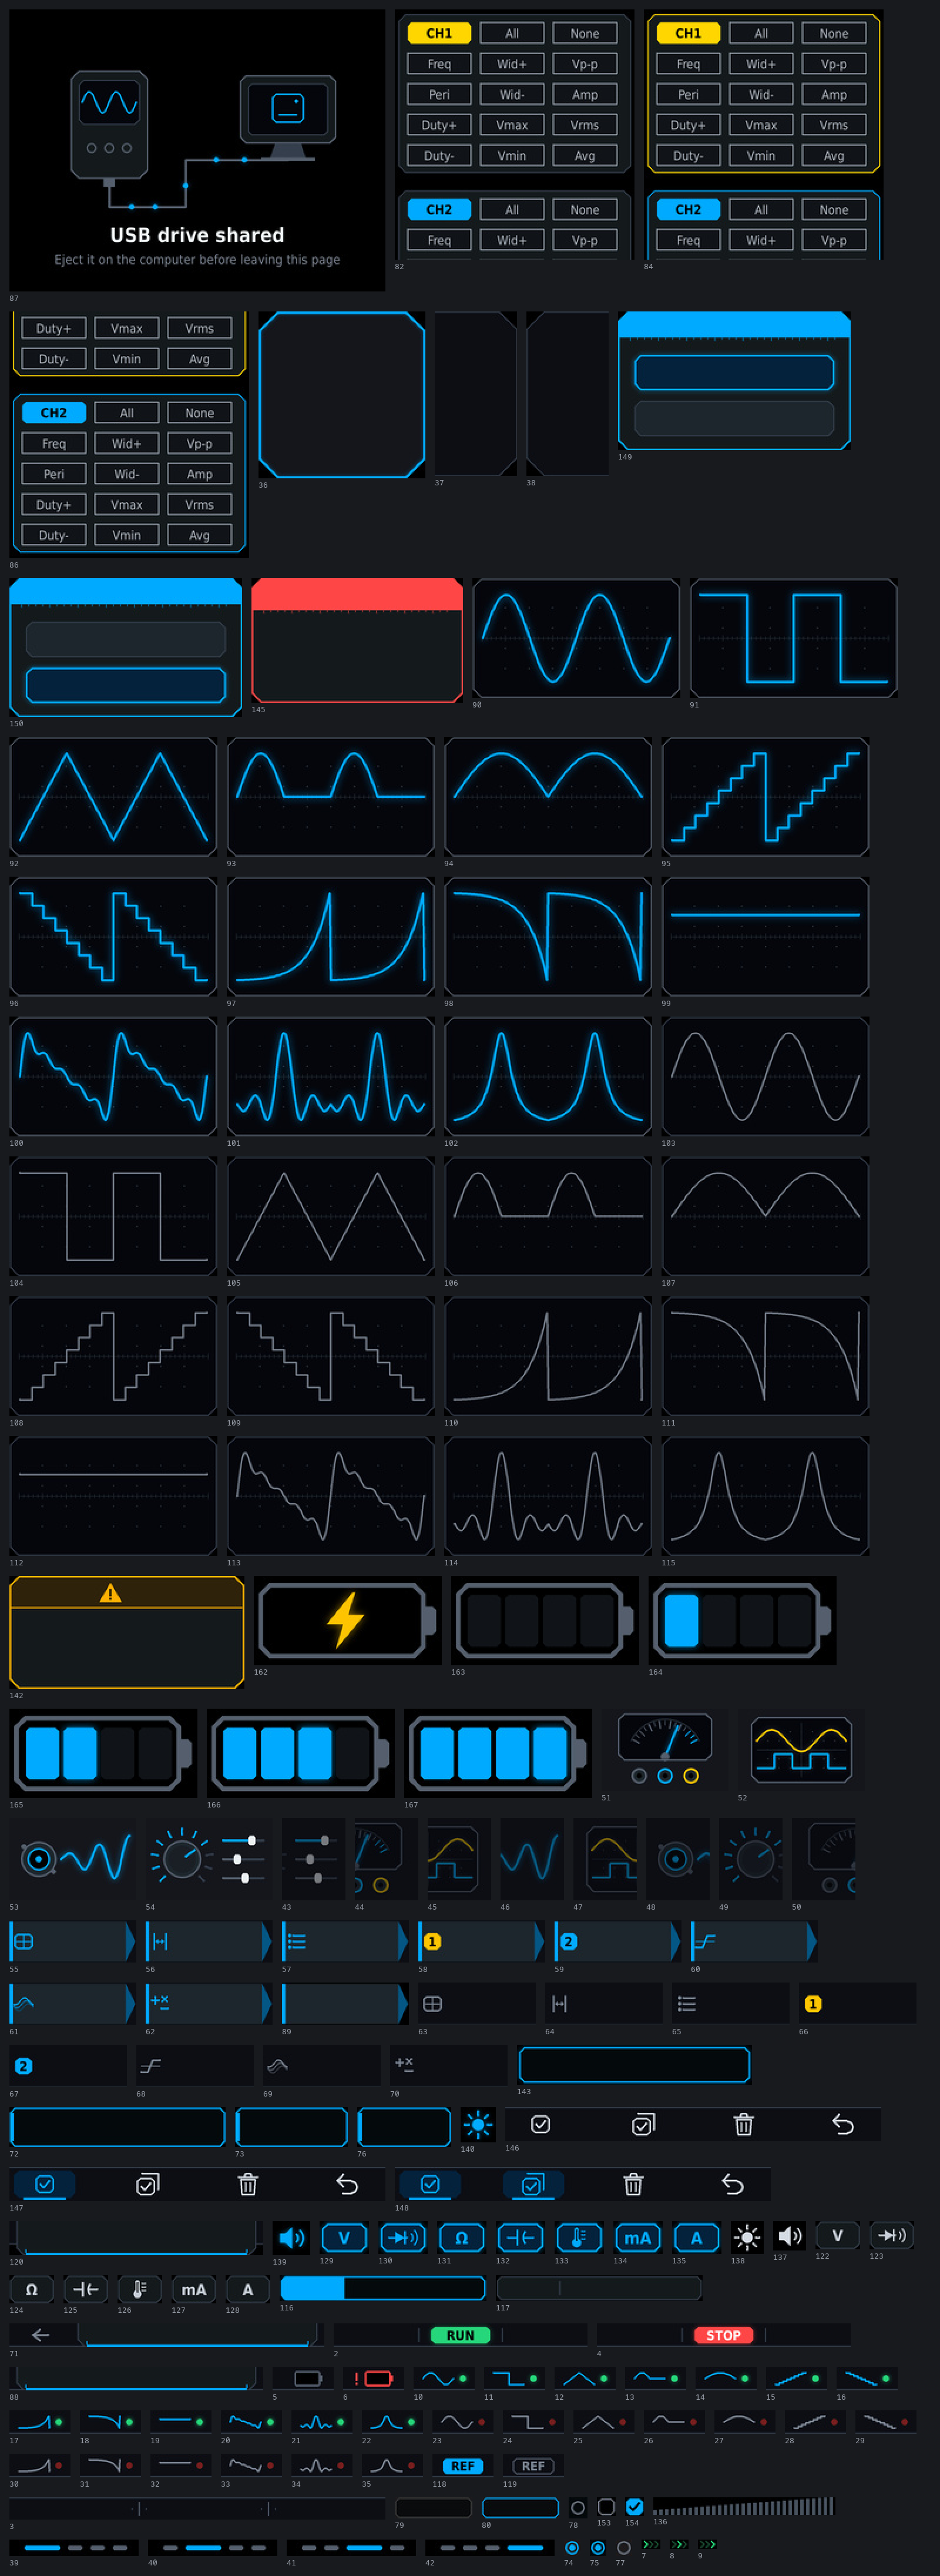 CH1 All None
Freq Wid+ Vp-p
Peri Wid- Amp
Duty+ Vmax Vrms
Duty- Vmin Avg
CH2 All None
Freq Wid+ Vp-p
82
CH1 All None
Freq Wid+ Vp-p
Peri Wid- Amp
Duty+ Vmax Vrms
Duty- Vmin Avg
CH2 All None
Freq Wid+ Vp-p
84
USB drive shared
Eject it on the computer before leaving this page
87
Duty+ Vmax Vrms
Duty- Vmin Avg
CH2 All None
Freq Wid+ Vp-p
Peri Wid- Amp
Duty+ Vmax Vrms
Duty- Vmin Avg
86
36 37 38 149
150 145 90 91
92 93 94 95
96 97 98 99
100 101 102 103
104 105 106 107
108 109 110 111
112 113 114 115
142 162 163 164
165 166 167 51 52
53 54 43 44 45 46 47 48 49 50
1 2
55 56 57 58 59 60
1
61 62 89 63 64 65 66
2
67 68 69 70 143
72 73 76 140 146
147 148
V Ω mA A V
120 139 129 130 131 132 133 134 135 138 137 122 123
Ω mA A
124 125 126 127 128 116 117
RUN STOP
71 2 4
!
88 5 6 10 11 12 13 14 15 16
17 18 19 20 21 22 23 24 25 26 27 28 29
REF REF
30 31 32 33 34 35 118 119
3 79 80 78 153 154 136
39 40 41 42 74 75 77 7 8 9